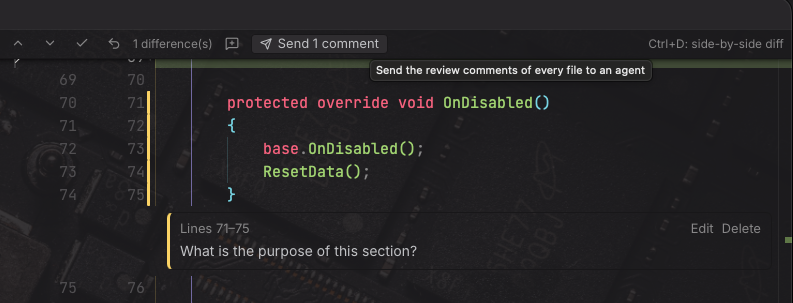 1 difference(s) Send 1 comment Ctrl+D: side-by-side diff
Send the review comments of every file to an agent
69 70
70 71 protected override void OnDisabled()
71 72 {
72 73 base.OnDisabled();
73 74 ResetData();
74 75 }
Lines 71–75 Edit Delete
What is the purpose of this section?
75 76